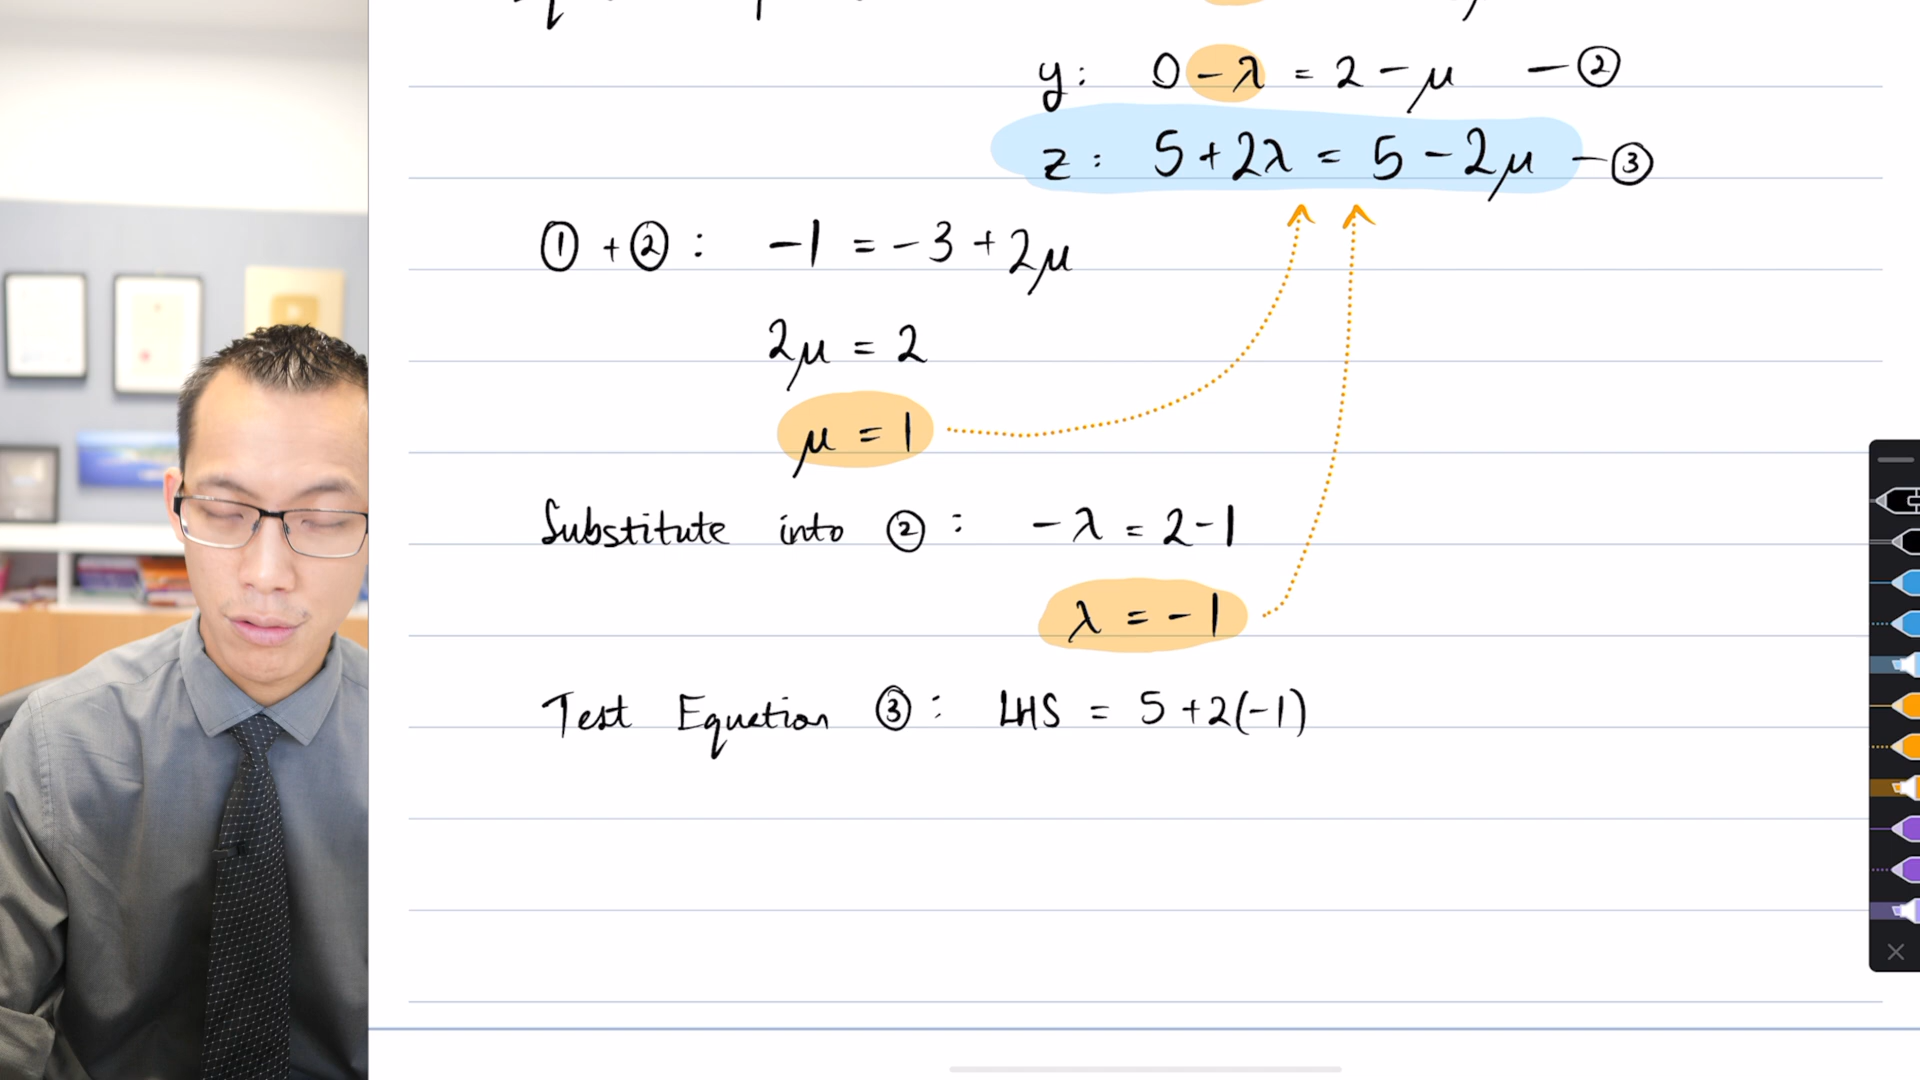 y: 0 - λ = 2 - μ — ②
z: 5 + 2λ = 5 - 2μ — ③
① + ② : -1 = -3 + 2μ
2μ = 2
μ = 1
Substitute into ② : -λ = 2 - 1
λ = -1
Test Equation ③ : LHS = 5 + 2(-1)